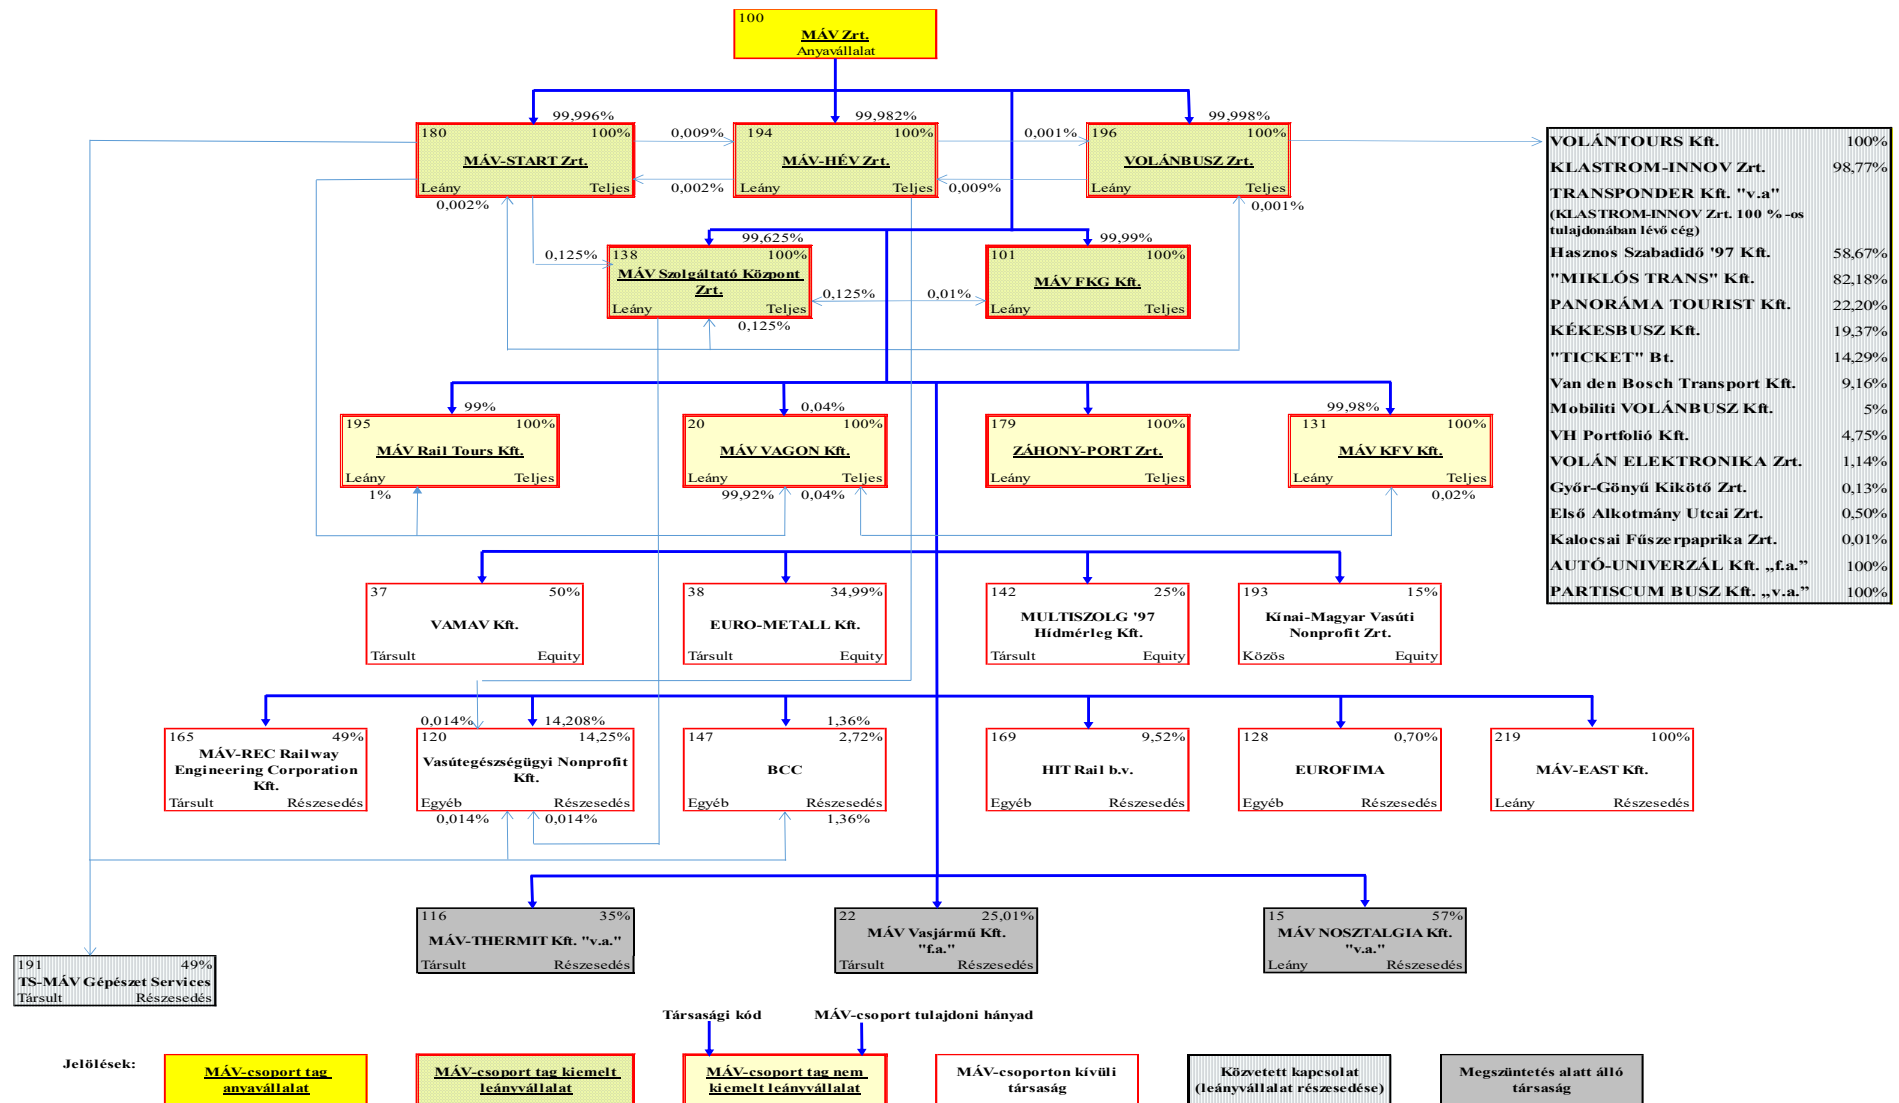 100
MÁV Zrt.
Anyavállalat
99,996%
99,982%
99,998%
180 100%
MÁV-START Zrt.
Leány Teljes
0,009%
0,002%
194 100%
MÁV-HÉV Zrt.
Leány Teljes
0,001%
0,009%
196 100%
VOLÁNBUSZ Zrt.
Leány Teljes
0,002%
0,001%
VOLÁNTOURS Kft. 100%
KLASTROM-INNOV Zrt. 98,77%
TRANSPONDER Kft. "v.a"
(KLASTROM-INNOV Zrt. 100 % -os
tulajdonában lévő cég)
Hasznos Szabadidő '97 Kft. 58,67%
"MIKLÓS TRANS" Kft. 82,18%
PANORÁMA TOURIST Kft. 22,20%
KÉKESBUSZ Kft. 19,37%
"TICKET" Bt. 14,29%
Van den Bosch Transport Kft. 9,16%
Mobiliti VOLÁNBUSZ Kft. 5%
VH Portfolió Kft. 4,75%
VOLÁN ELEKTRONIKA Zrt. 1,14%
Győr-Gönyű Kikötő Zrt. 0,13%
Első Alkotmány Utcai Zrt. 0,50%
Kalocsai Fűszerpaprika Zrt. 0,01%
AUTÓ-UNIVERZÁL Kft. „f.a.” 100%
PARTISCUM BUSZ Kft. „v.a.” 100%
99,625%
99,99%
0,125%
138 100%
MÁV Szolgáltató Központ
Zrt.
Leány Teljes
0,125%
0,125%
0,01%
101 100%
MÁV FKG Kft.
Leány Teljes
99%
0,04%
99,98%
195 100%
MÁV Rail Tours Kft.
Leány Teljes
1%
20 100%
MÁV VAGON Kft.
Leány Teljes
99,92%
0,04%
179 100%
ZÁHONY-PORT Zrt.
Leány Teljes
131 100%
MÁV KFV Kft.
Leány Teljes
0,02%
37 50%
VAMAV Kft.
Társult Equity
38 34,99%
EURO-METALL Kft.
Társult Equity
142 25%
MULTISZOLG '97
Hídmérleg Kft.
Társult Equity
193 15%
Kínai-Magyar Vasúti
Nonprofit Zrt.
Közös Equity
0,014%
14,208%
1,36%
165 49%
MÁV-REC Railway
Engineering Corporation
Kft.
Társult Részesedés
120 14,25%
Vasútegészségügyi Nonprofit
Kft.
Egyéb Részesedés
0,014%
0,014%
147 2,72%
BCC
Egyéb Részesedés
1,36%
169 9,52%
HIT Rail b.v.
Egyéb Részesedés
128 0,70%
EUROFIMA
Egyéb Részesedés
219 100%
MÁV-EAST Kft.
Leány Részesedés
116 35%
MÁV-THERMIT Kft. "v.a."
Társult Részesedés
22 25,01%
MÁV Vasjármű Kft.
"f.a."
Társult Részesedés
15 57%
MÁV NOSZTALGIA Kft.
"v.a."
Leány Részesedés
191 49%
TS-MÁV Gépészet Services
Társult Részesedés
Társasági kód
MÁV-csoport tulajdoni hányad
Jelölések:
MÁV-csoport tag
anyavállalat
MÁV-csoport tag kiemelt
leányvállalat
MÁV-csoport tag nem
kiemelt leányvállalat
MÁV-csoporton kívüli
társaság
Közvetett kapcsolat
(leányvállalat részesedése)
Megszüntetés alatt álló
társaság